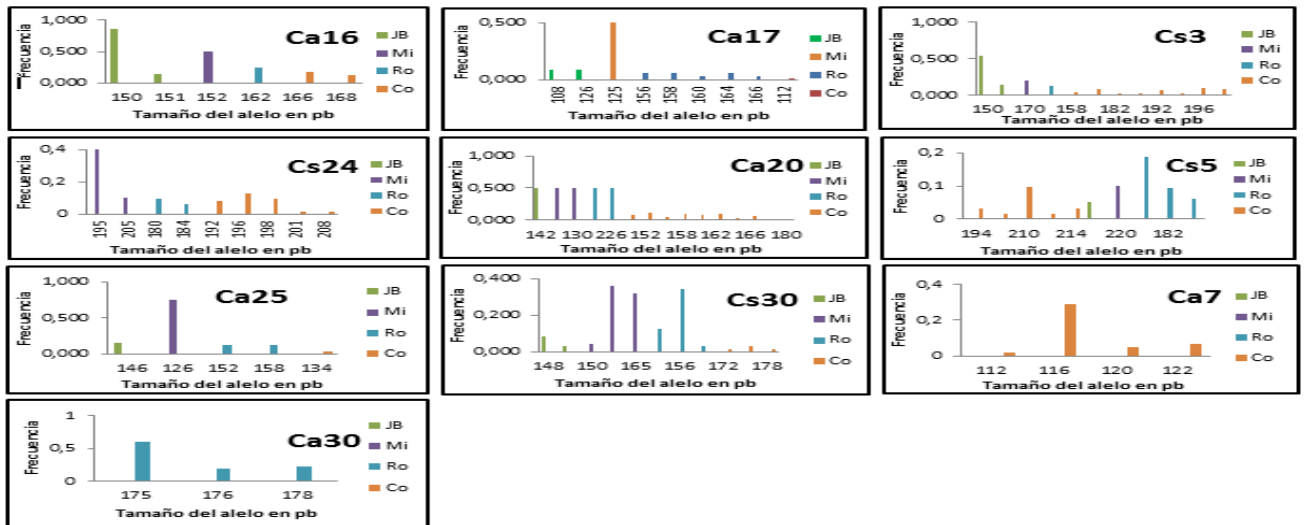 Ca16
Frecuencia
1,000
0,500
0,000
150 151 152 162 166 168
Tamaño del alelo en pb
JB
Mi
Ro
Co
Ca17
Frecuencia
0,500
0,000
108 126 125 156 158 160 164 166 112
Tamaño del alelo en pb
JB
Mi
Ro
Co
Cs3
Frecuencia
1,000
0,500
0,000
150 170 158 182 192 196
Tamaño del alelo en pb
JB
Mi
Ro
Co
Cs24
Frecuencia
0,4
0,2
0
195 205 180 184 192 196 198 201 208
Tamaño del alelo en pb
JB
Mi
Ro
Co
Ca20
Frecuencia
1,000
0,500
0,000
142 130 226 152 158 162 166 180
Tamaño del alelo en pb
JB
Mi
Ro
Co
Cs5
Frecuencia
0,2
0,1
0
194 210 214 220 182
Tamaño del alelo en pb
JB
Mi
Ro
Co
Ca25
Frecuencia
1,000
0,500
0,000
146 126 152 158 134
Tamaño del alelo en pb
JB
Mi
Ro
Co
Cs30
Frecuencia
0,400
0,200
0,000
148 150 165 156 172 178
Tamaño del alelo en pb
JB
Mi
Ro
Co
Ca7
Frecuencia
0,4
0,2
0
112 116 120 122
Tamaño del alelo en pb
JB
Mi
Ro
Co
Ca30
Frecuencia
1
0,5
0
175 176 178
Tamaño del alelo en pb
JB
Mi
Ro
Co